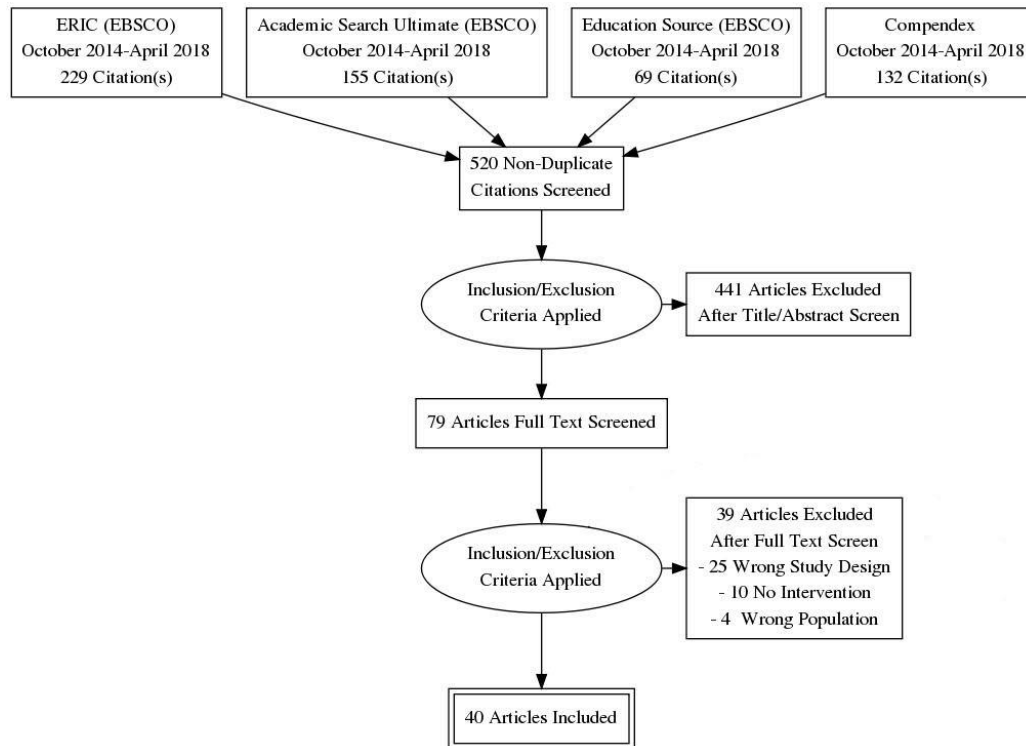 ERIC (EBSCO)
October 2014-April 2018
229 Citation(s)
Academic Search Ultimate (EBSCO)
October 2014-April 2018
155 Citation(s)
Education Source (EBSCO)
October 2014-April 2018
69 Citation(s)
Compendex
October 2014-April 2018
132 Citation(s)
520 Non-Duplicate
Citations Screened
Inclusion/Exclusion
Criteria Applied
441 Articles Excluded
After Title/Abstract Screen
79 Articles Full Text Screened
Inclusion/Exclusion
Criteria Applied
39 Articles Excluded
After Full Text Screen
- 25 Wrong Study Design
- 10 No Intervention
- 4 Wrong Population
40 Articles Included